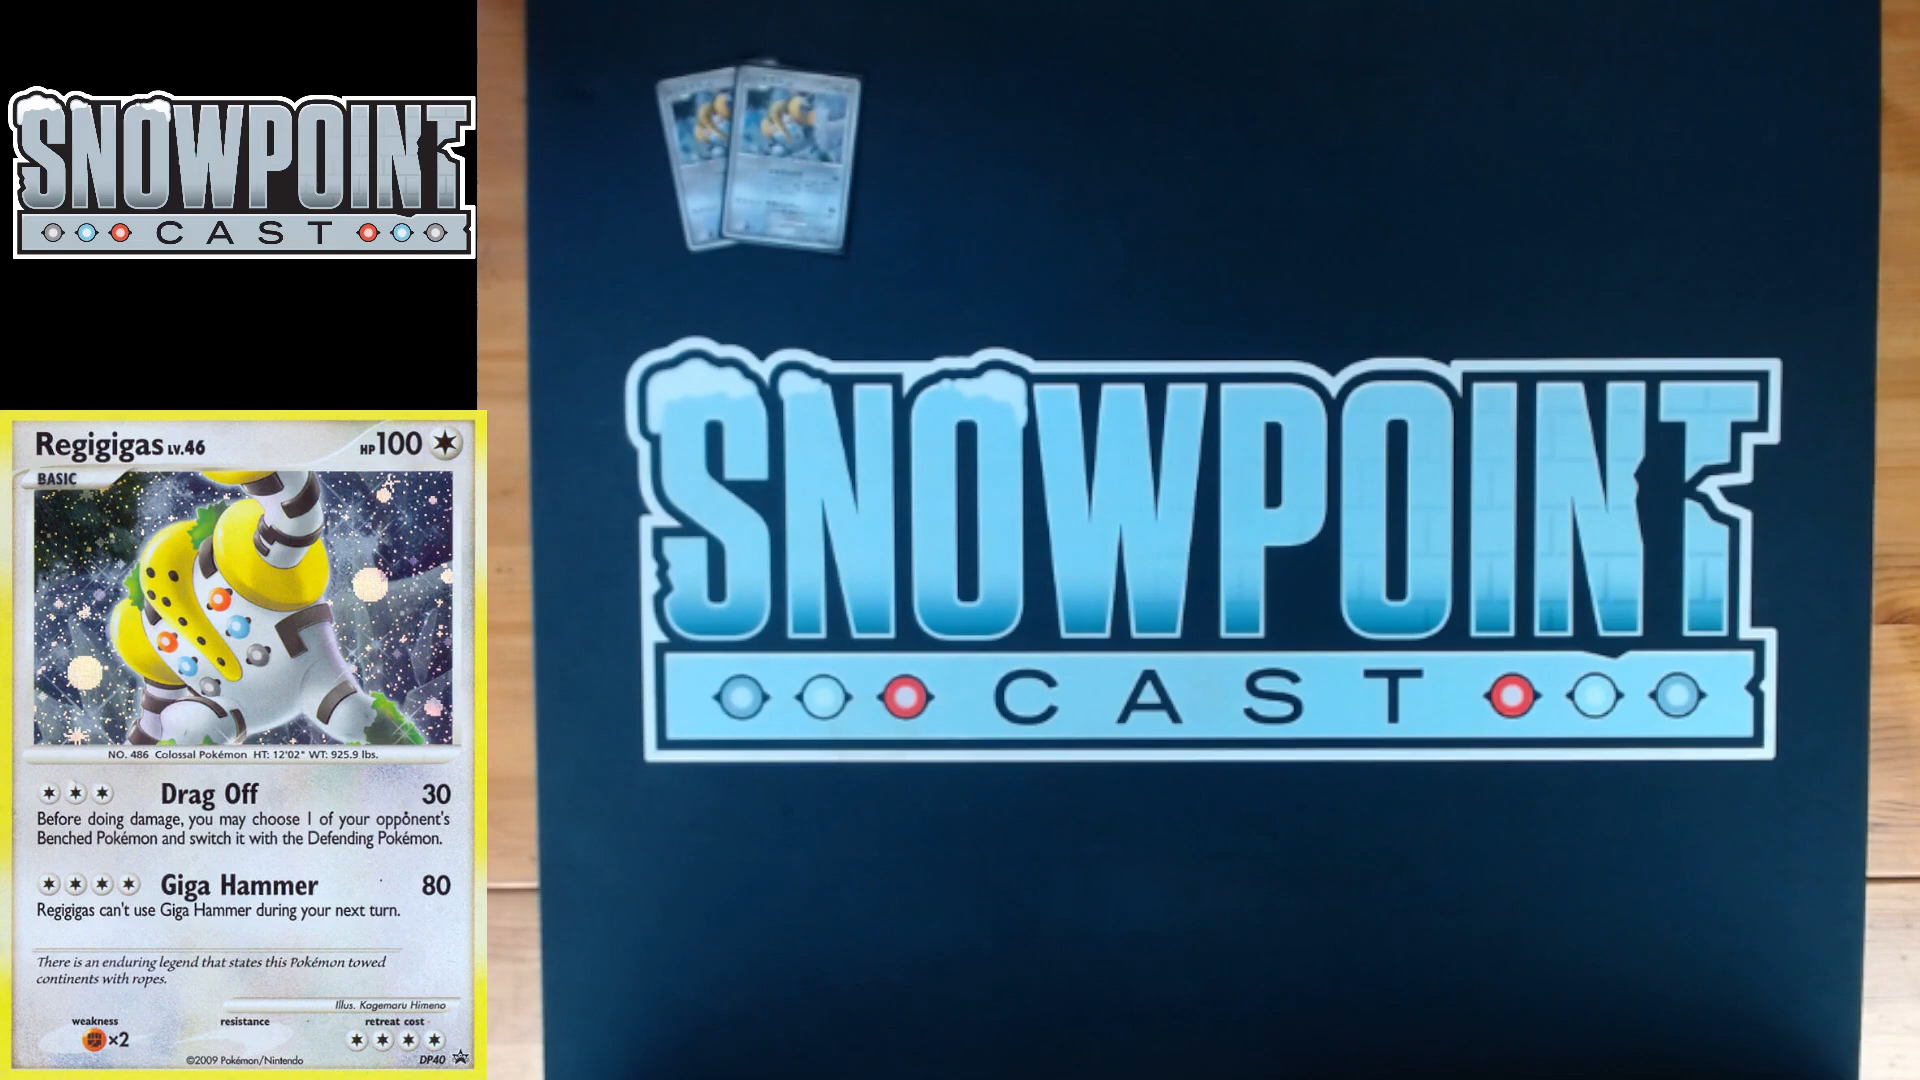 SNOWPOINT
CAST
Regigigas LV.46 HP 100
BASIC
NO. 486 Colossal Pokémon HT: 12'02" WT: 925.9 lbs.
Drag Off 30
Before doing damage, you may choose 1 of your opponent's
Benched Pokémon and switch it with the Defending Pokémon.
Giga Hammer 80
Regigigas can't use Giga Hammer during your next turn.
There is an enduring legend that states this Pokémon towed
continents with ropes.
Illus. Kagemaru Himeno
weakness resistance retreat cost
×2
©2009 Pokémon/Nintendo DP40
SNOWPOINT
CAST